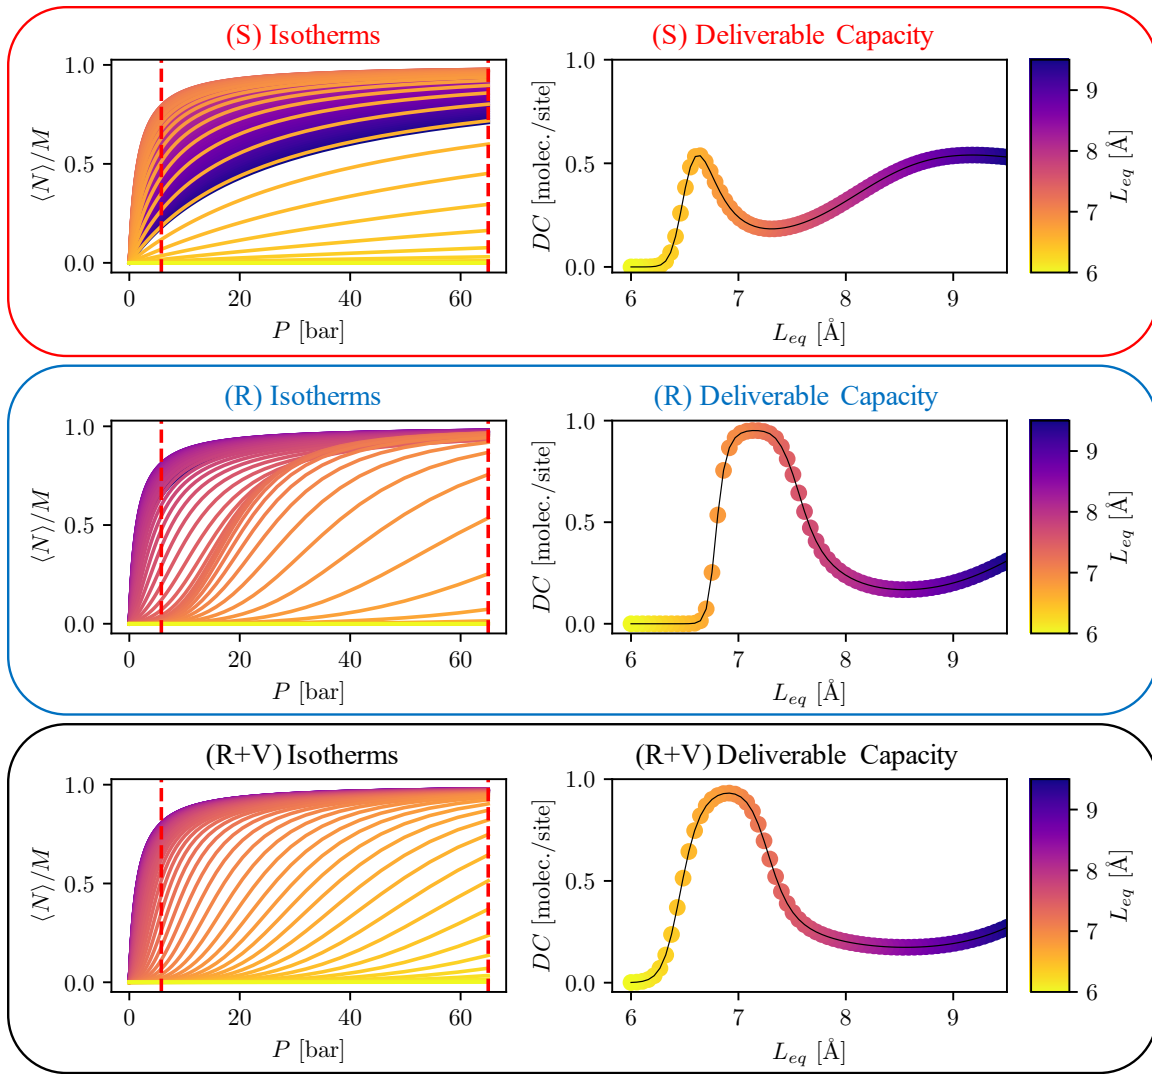 (S) Isotherms
(S) Deliverable Capacity
1.0
0.5
0.0
⟨N⟩/M
0
20
40
60
P [bar]
1.0
0.5
0.0
DC [molec./site]
6
7
8
9
L_eq [Å]
9
8
7
6
L_eq [Å]
(R) Isotherms
(R) Deliverable Capacity
1.0
0.5
0.0
⟨N⟩/M
0
20
40
60
P [bar]
1.0
0.5
0.0
DC [molec./site]
6
7
8
9
L_eq [Å]
9
8
7
6
L_eq [Å]
(R+V) Isotherms
(R+V) Deliverable Capacity
1.0
0.5
0.0
⟨N⟩/M
0
20
40
60
P [bar]
1.0
0.5
0.0
DC [molec./site]
6
7
8
9
L_eq [Å]
9
8
7
6
L_eq [Å]